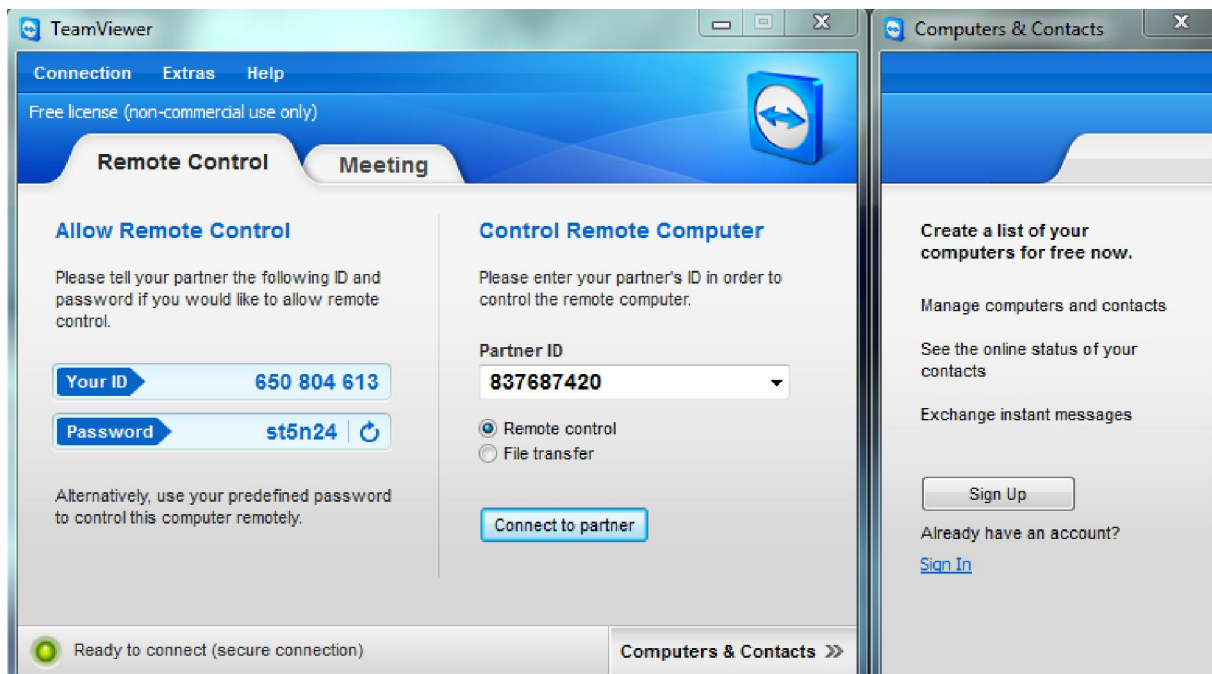 TeamViewer
Connection Extras Help
Free license (non-commercial use only)
Remote Control Meeting
Allow Remote Control
Please tell your partner the following ID and
password if you would like to allow remote
control.
Your ID 650 804 613
Password st5n24
Alternatively, use your predefined password
to control this computer remotely.
Control Remote Computer
Please enter your partner's ID in order to
control the remote computer.
Partner ID
837687420
Remote control
File transfer
Connect to partner
Ready to connect (secure connection)
Computers & Contacts
Computers & Contacts
Create a list of your
computers for free now.
Manage computers and contacts
See the online status of your
contacts
Exchange instant messages
Sign Up
Already have an account?
Sign In